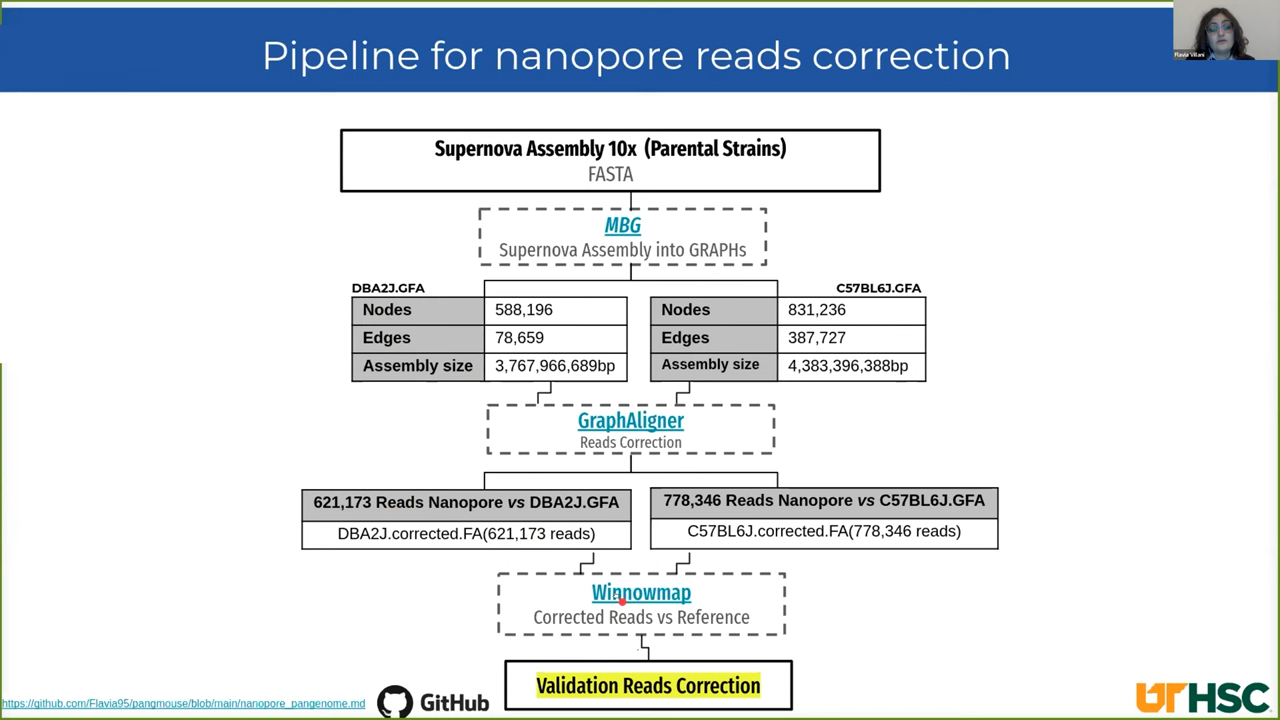 Pipeline for nanopore reads correction
Flavia Villani
Supernova Assembly 10x (Parental Strains)
FASTA
MBG
Supernova Assembly into GRAPHs
DBA2J.GFA
Nodes 588,196
Edges 78,659
Assembly size 3,767,966,689bp
C57BL6J.GFA
Nodes 831,236
Edges 387,727
Assembly size 4,383,396,388bp
GraphAligner
Reads Correction
621,173 Reads Nanopore vs DBA2J.GFA
DBA2J.corrected.FA(621,173 reads)
778,346 Reads Nanopore vs C57BL6J.GFA
C57BL6J.corrected.FA(778,346 reads)
Winnowmap
Corrected Reads vs Reference
Validation Reads Correction
https://github.com/Flavia95/pangmouse/blob/main/nanopore_pangenome.md
GitHub
UTHSC